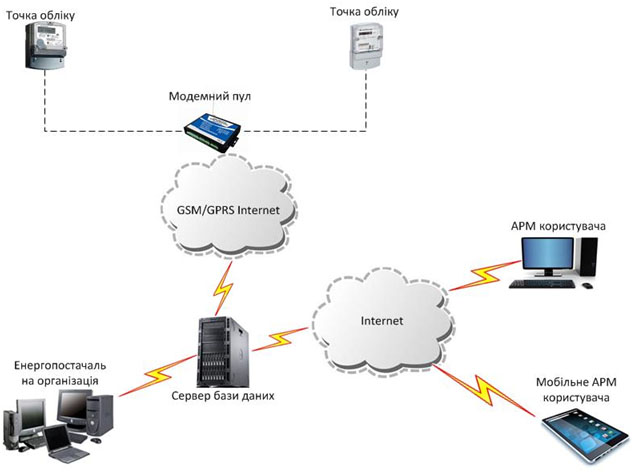 Точка обліку
Точка обліку
Модемний пул
GSM/GPRS Internet
АРМ користувача
Internet
Енергопостачаль
на організація
Сервер бази даних
Мобільне АРМ
користувача